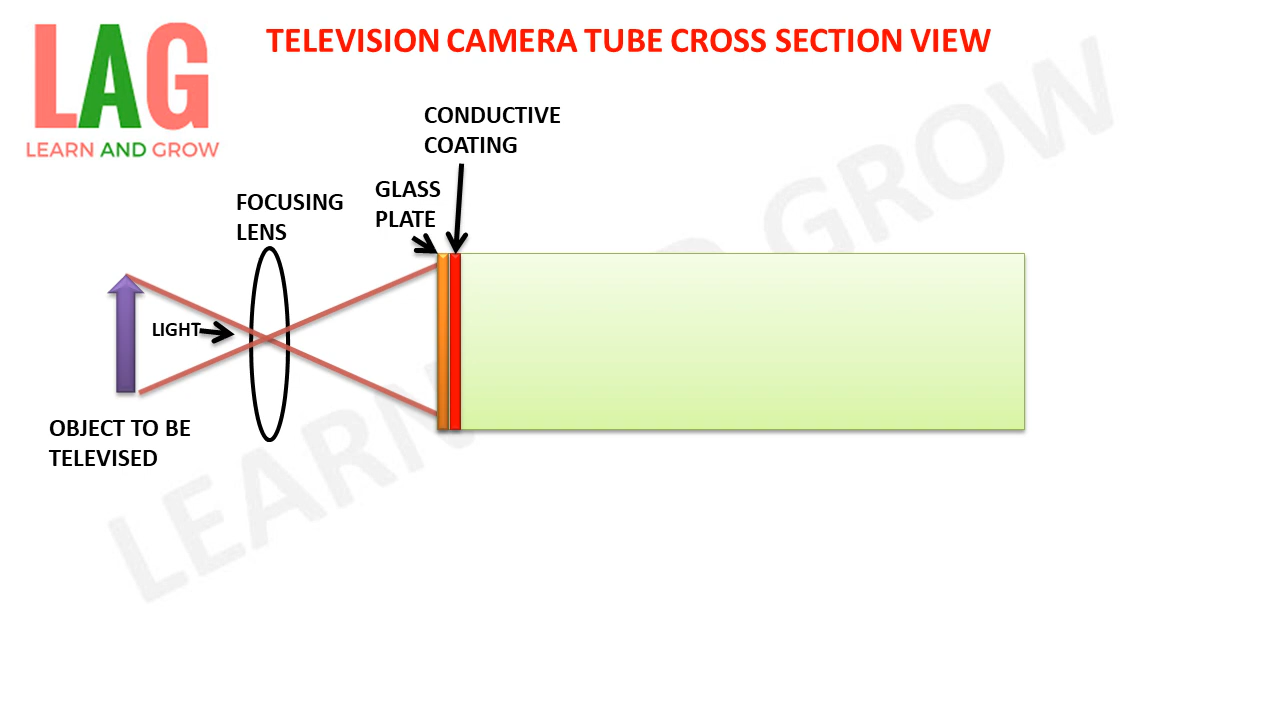 LAG
LEARN AND GROW
TELEVISION CAMERA TUBE CROSS SECTION VIEW
CONDUCTIVE
COATING
GLASS
PLATE
FOCUSING
LENS
LIGHT
OBJECT TO BE
TELEVISED
LEARN AND GROW